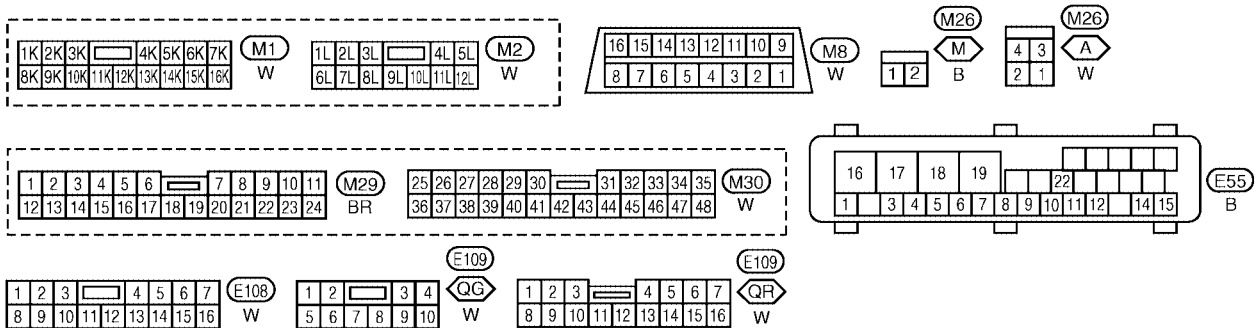 1K 2K 3K 4K 5K 6K 7K M1
8K 9K 10K 11K 12K 13K 14K 15K 16K W
1L 2L 3L 4L 5L M2
6L 7L 8L 9L 10L 11L 12L W
16 15 14 13 12 11 10 9 M8
8 7 6 5 4 3 2 1 W
M26
M
1 2 B
M26
4 3 A
2 1 W
1 2 3 4 5 6 7 8 9 10 11 M29
12 13 14 15 16 17 18 19 20 21 22 23 24 BR
25 26 27 28 29 30 31 32 33 34 35 M30
36 37 38 39 40 41 42 43 44 45 46 47 48 W
16 17 18 19 22 E55
1 3 4 5 6 7 8 9 10 11 12 14 15 B
1 2 3 4 5 6 7 E108
8 9 10 11 12 13 14 15 16 W
E109
1 2 3 4 QG
5 6 7 8 9 10 W
E109
1 2 3 4 5 6 7 QR
8 9 10 11 12 13 14 15 16 W